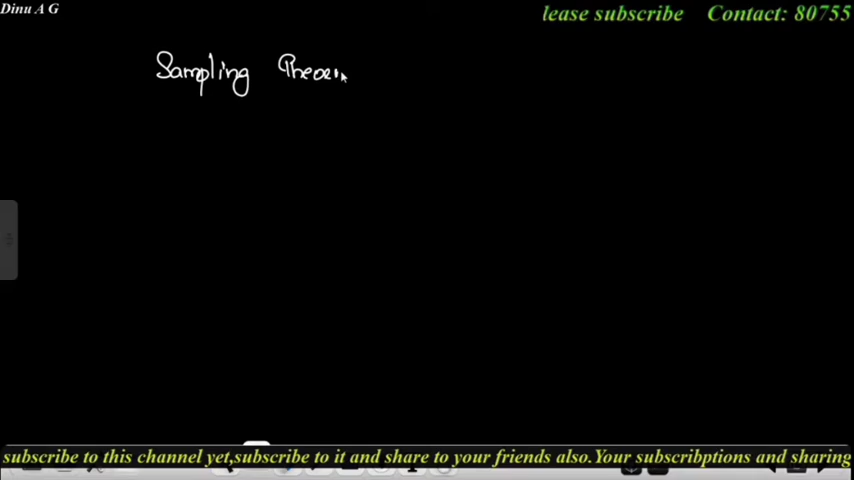 Dinu A G
lease subscribe Contact: 80755
Sampling Theor
subscribe to this channel yet,subscribe to it and share to your friends also.Your subscribptions and sharing